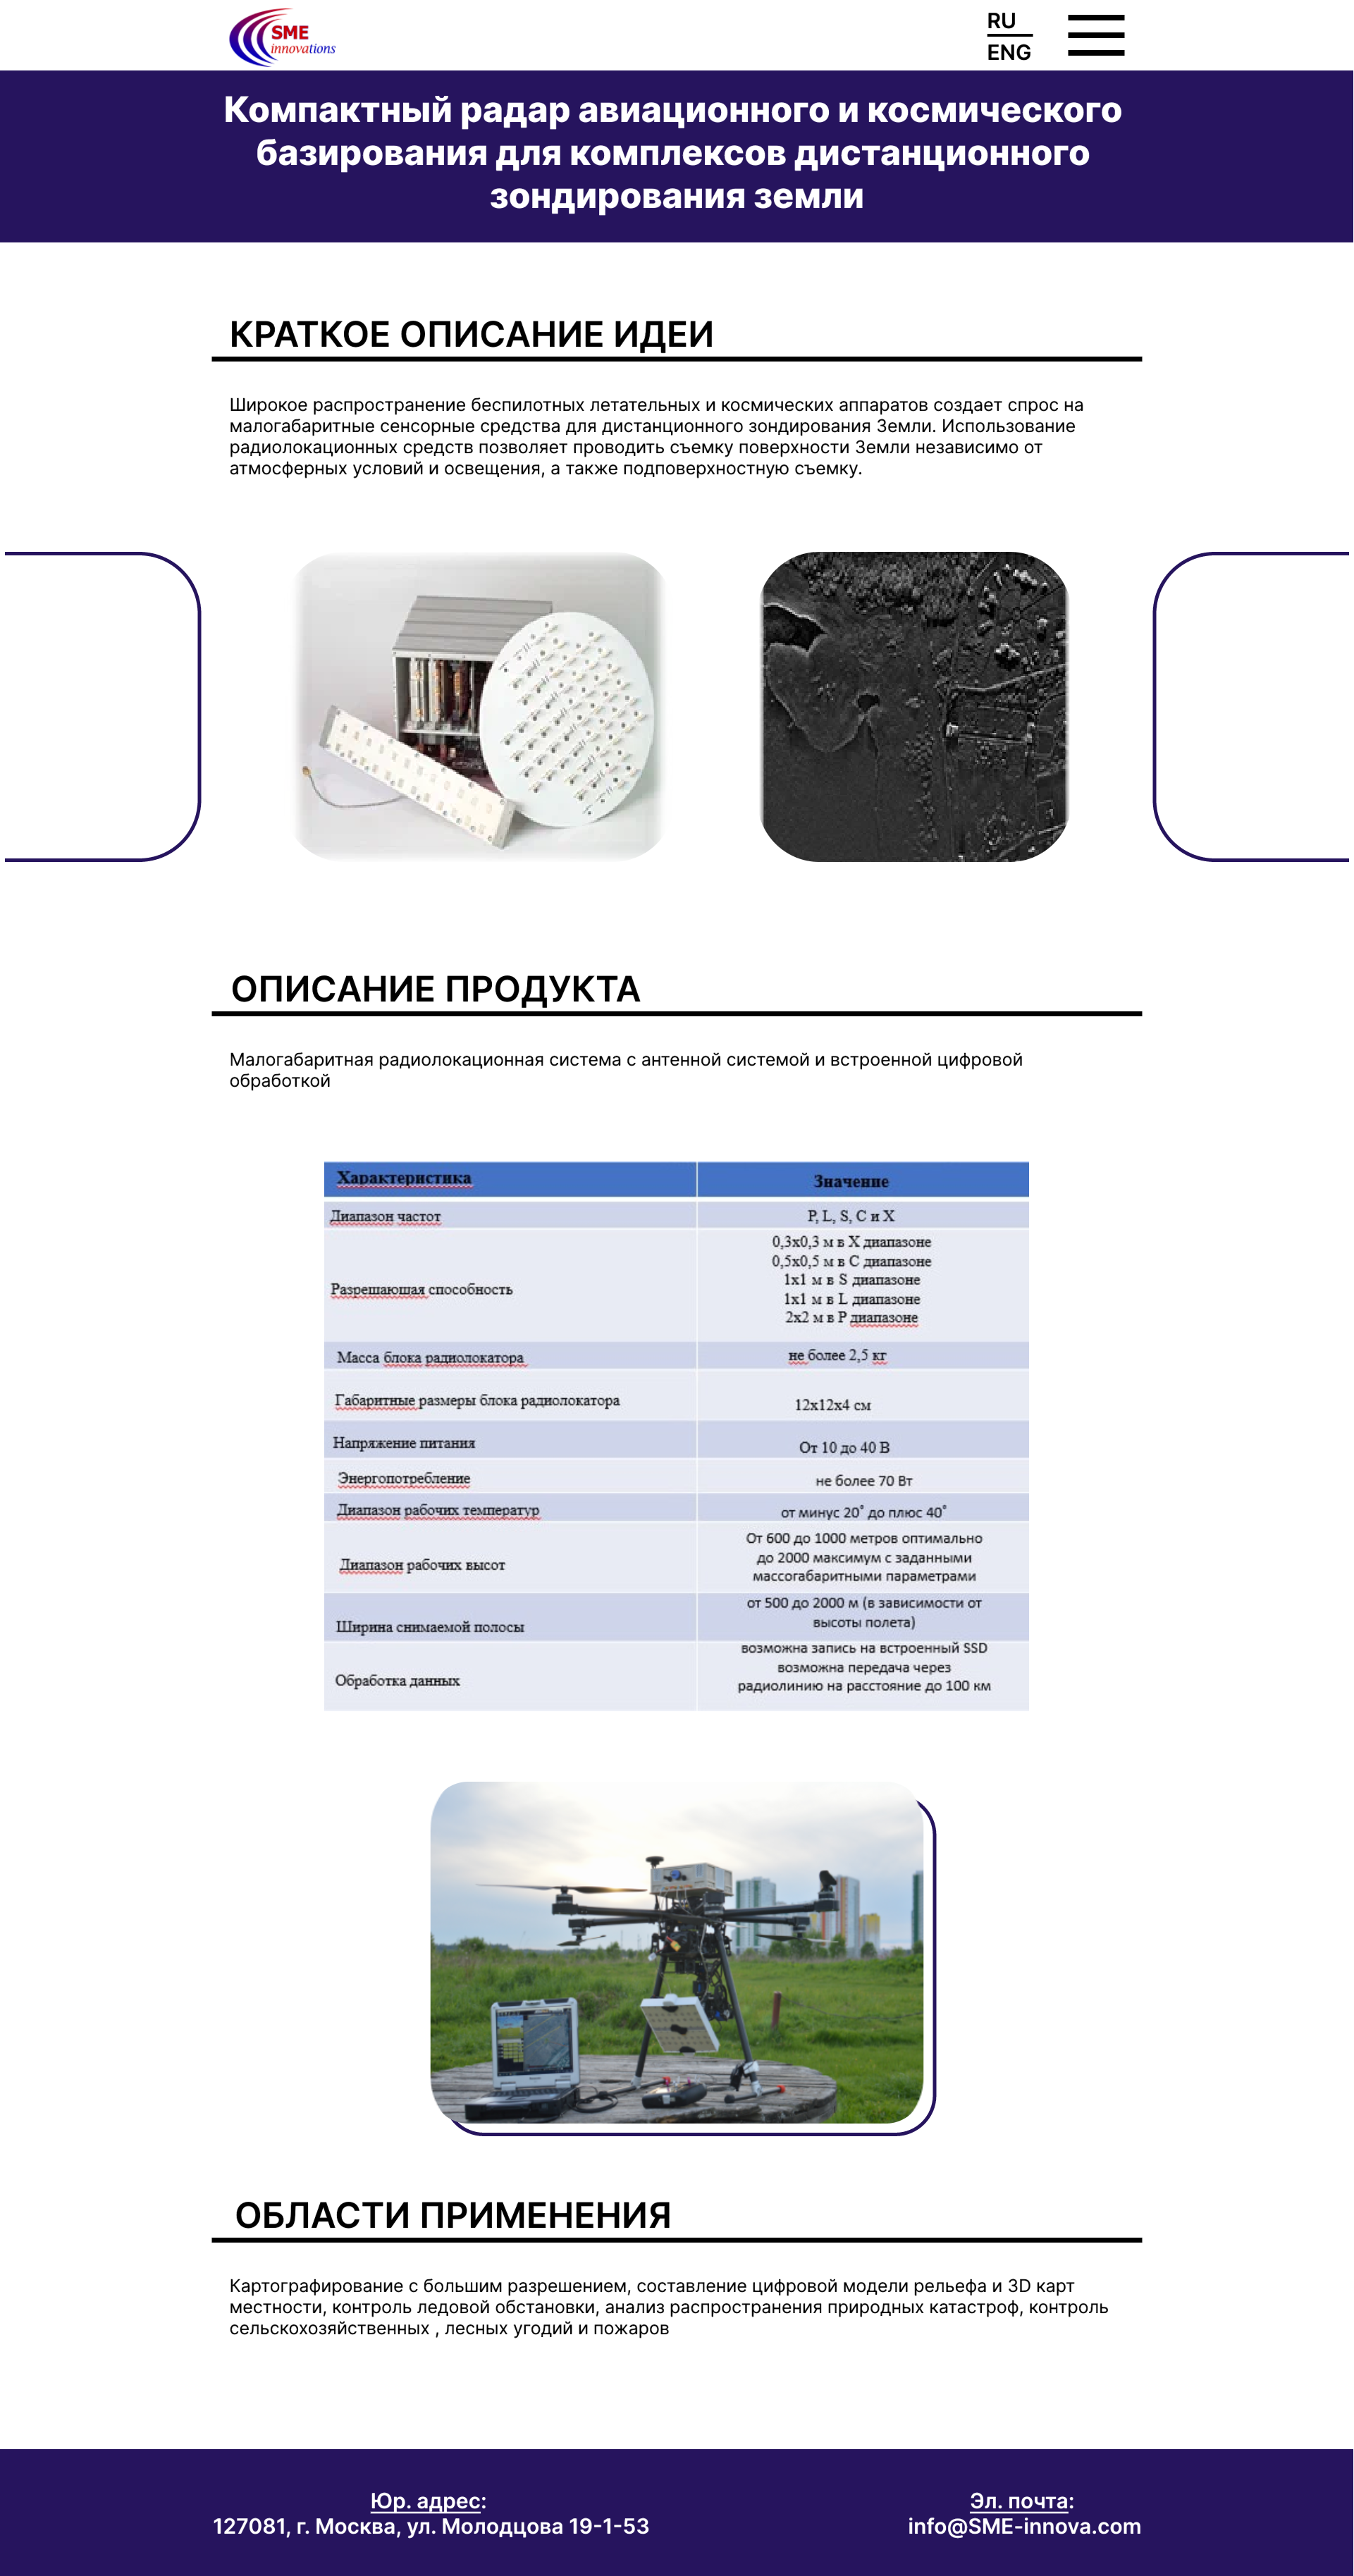 SME
innovations
RU
ENG
Компактный радар авиационного и космического
базирования для комплексов дистанционного
зондирования земли
КРАТКОЕ ОПИСАНИЕ ИДЕИ
Широкое распространение беспилотных летательных и космических аппаратов создает спрос на
малогабаритные сенсорные средства для дистанционного зондирования Земли. Использование
радиолокационных средств позволяет проводить съемку поверхности Земли независимо от
атмосферных условий и освещения, а также подповерхностную съемку.
ОПИСАНИЕ ПРОДУКТА
Малогабаритная радиолокационная система с антенной системой и встроенной цифровой
обработкой
Характеристика
Значение
Диапазон частот
P, L, S, C и X
Разрешающая способность
0,3х0,3 м в X диапазоне
0,5х0,5 м в C диапазоне
1х1 м в S диапазоне
1х1 м в L диапазоне
2х2 м в P диапазоне
Масса блока радиолокатора
не более 2,5 кг
Габаритные размеры блока радиолокатора
12х12х4 см
Напряжение питания
От 10 до 40 В
Энергопотребление
не более 70 Вт
Диапазон рабочих температур
от минус 20˚ до плюс 40˚
Диапазон рабочих высот
От 600 до 1000 метров оптимально
до 2000 максимум с заданными
массогабаритными параметрами
Ширина снимаемой полосы
от 500 до 2000 м (в зависимости от
высоты полета)
Обработка данных
возможна запись на встроенный SSD
возможна передача через
радиолинию на расстояние до 100 км
ОБЛАСТИ ПРИМЕНЕНИЯ
Картографирование с большим разрешением, составление цифровой модели рельефа и 3D карт
местности, контроль ледовой обстановки, анализ распространения природных катастроф, контроль
сельскохозяйственных , лесных угодий и пожаров
Юр. адрес:
127081, г. Москва, ул. Молодцова 19-1-53
Эл. почта:
info@SME-innova.com